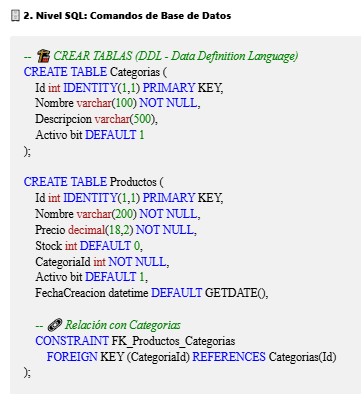 🗄️ 2. Nivel SQL: Comandos de Base de Datos
-- 🏗️ CREAR TABLAS (DDL - Data Definition Language)
CREATE TABLE Categorias (
    Id int IDENTITY(1,1) PRIMARY KEY,
    Nombre varchar(100) NOT NULL,
    Descripcion varchar(500),
    Activo bit DEFAULT 1
);
CREATE TABLE Productos (
    Id int IDENTITY(1,1) PRIMARY KEY,
    Nombre varchar(200) NOT NULL,
    Precio decimal(18,2) NOT NULL,
    Stock int DEFAULT 0,
    CategoriaId int NOT NULL,
    Activo bit DEFAULT 1,
    FechaCreacion datetime DEFAULT GETDATE(),
    -- 🔗 Relación con Categorias
    CONSTRAINT FK_Productos_Categorias
        FOREIGN KEY (CategoriaId) REFERENCES Categorias(Id)
);